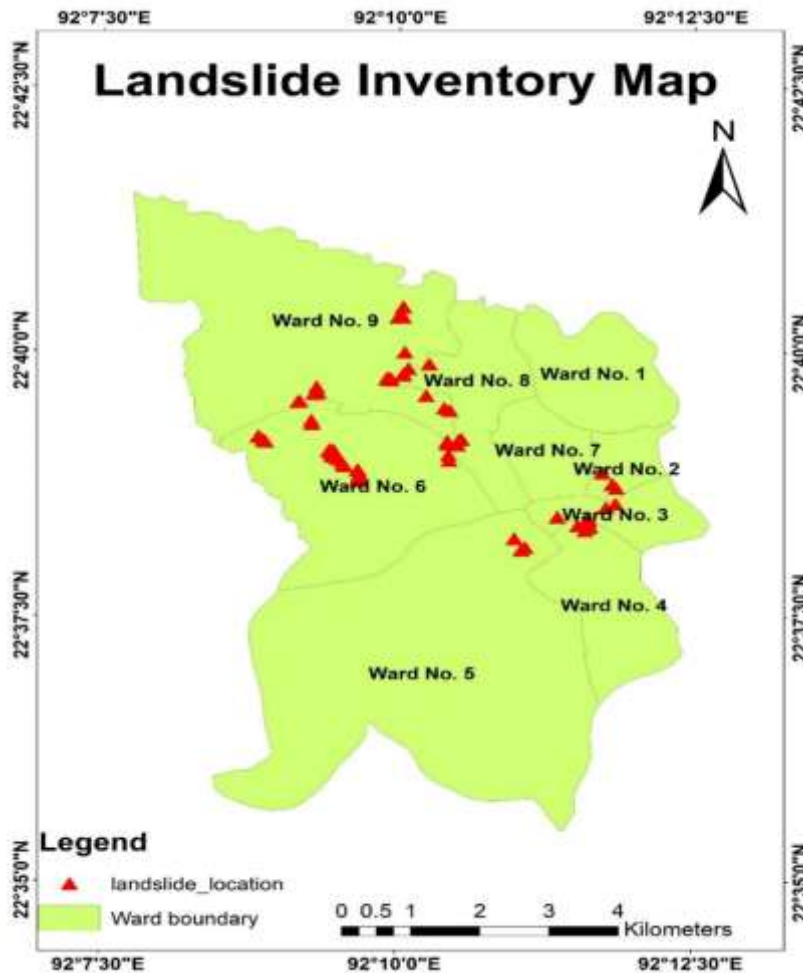 92°7'30"E 92°10'0"E 92°12'30"E
Landslide Inventory Map
22°42'30"N
22°42'30"N
N
Ward No. 9
22°40'0"N
22°40'0"N
Ward No. 8
Ward No. 1
Ward No. 7
Ward No. 2
Ward No. 6
Ward No. 3
Ward No. 4
22°37'30"N
22°37'30"N
Ward No. 5
Legend
landslide_location
Ward boundary
0 0.5 1 2 3 4
Kilometers
22°35'0"N
22°35'0"N
92°7'30"E 92°10'0"E 92°12'30"E